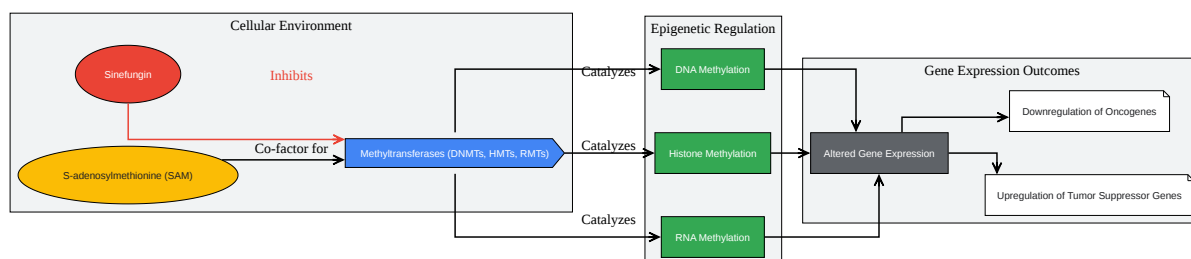 Cellular Environment
Sinefungin
Inhibits
S-adenosylmethionine (SAM)
Co-factor for
Methyltransferases (DNMTs, HMTs, RMTs)
Catalyzes
Catalyzes
Catalyzes
Epigenetic Regulation
DNA Methylation
Histone Methylation
RNA Methylation
Gene Expression Outcomes
Altered Gene Expression
Downregulation of Oncogenes
Upregulation of Tumor Suppressor Genes